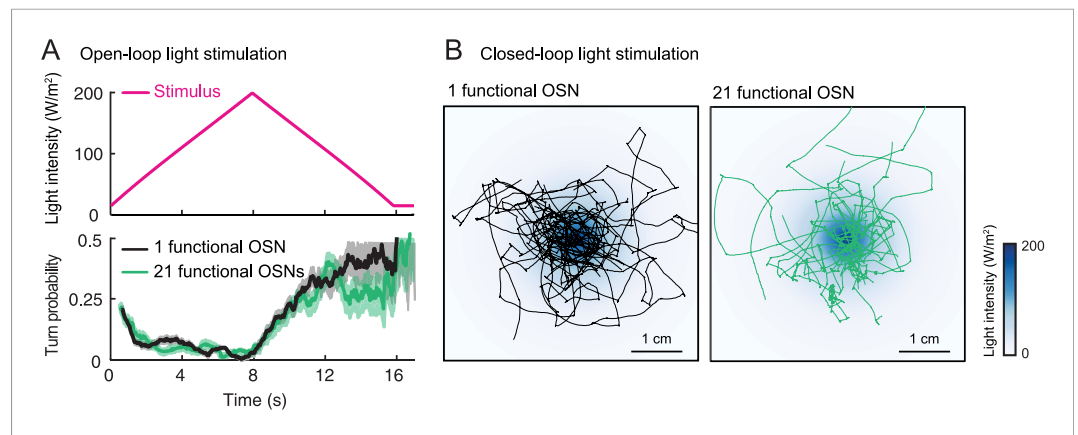 A Open-loop light stimulation
Light intensity (W/m²)
200
100
0
Stimulus
Turn probability
0.5
0.25
0
1 functional OSN
21 functional OSNs
0 4 8 12 16
Time (s)
B Closed-loop light stimulation
1 functional OSN
1 cm
21 functional OSN
1 cm
Light intensity (W/m²)
200
0